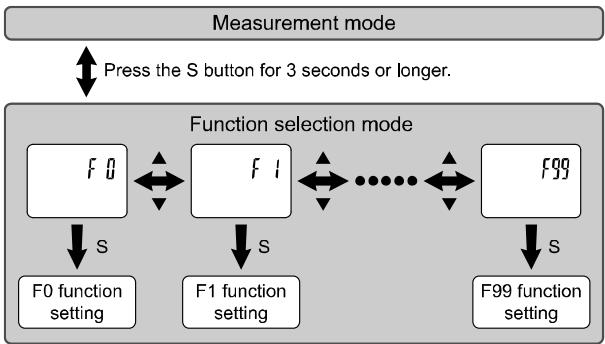 Measurement mode
Press the S button for 3 seconds or longer.
Function selection mode
F 0
F 1
F99
S
S
S
F0 function
setting
F1 function
setting
F99 function
setting